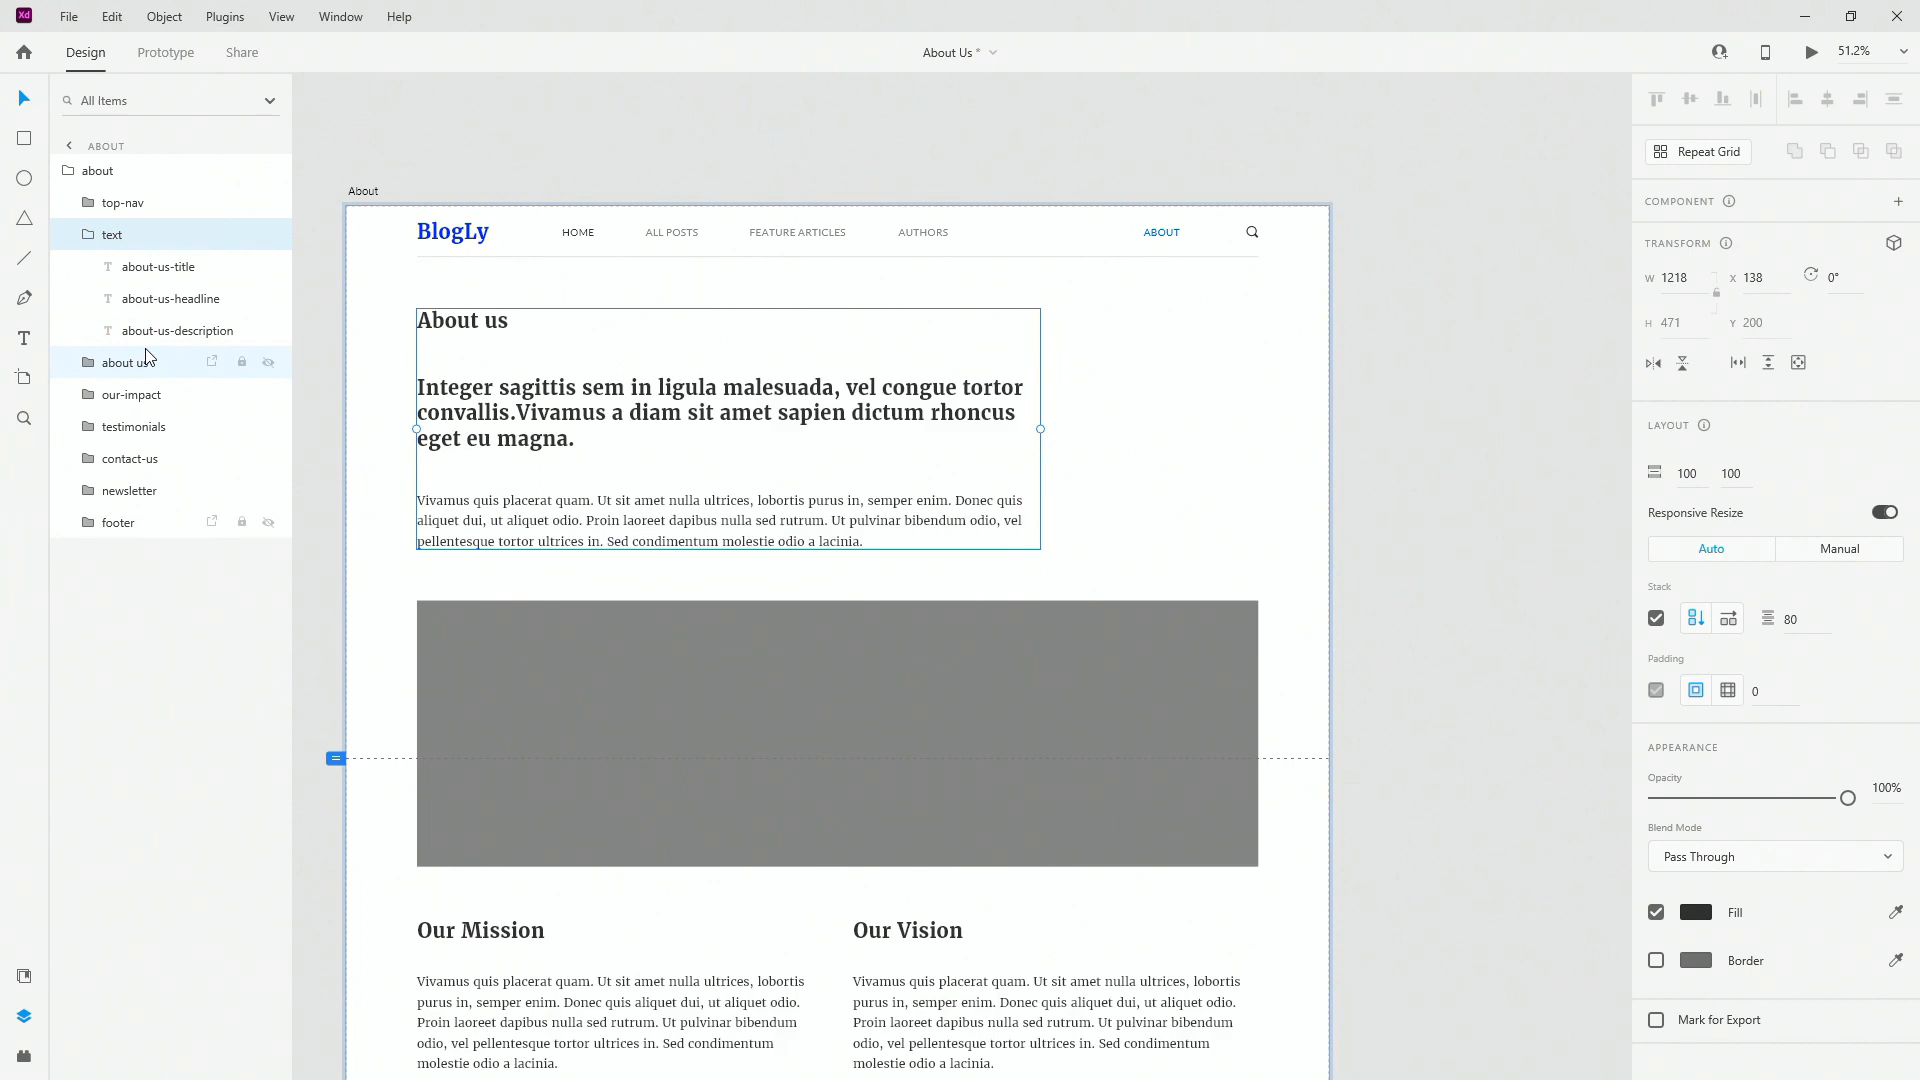 File Edit Object Plugins View Window Help
Design Prototype Share
About Us *
51.2%
All Items
ABOUT
about
top-nav
text
about-us-title
about-us-headline
about-us-description
our-impact
testimonials
contact-us
newsletter
footer
About
BlogLy HOME ALL POSTS FEATURE ARTICLES AUTHORS ABOUT
About us
Integer sagittis sem in ligula malesuada, vel congue tortor
convallis.Vivamus a diam sit amet sapien dictum rhoncus
eget eu magna.
Vivamus quis placerat quam. Ut sit amet nulla ultrices, lobortis purus in, semper enim. Donec quis
aliquet dui, ut aliquet odio. Proin laoreet dapibus nulla sed rutrum. Ut pulvinar bibendum odio, vel
pellentesque tortor ultrices in. Sed condimentum molestie odio a lacinia.
Our Mission
Vivamus quis placerat quam. Ut sit amet nulla ultrices, lobortis
purus in, semper enim. Donec quis aliquet dui, ut aliquet odio.
Proin laoreet dapibus nulla sed rutrum. Ut pulvinar bibendum
odio, vel pellentesque tortor ultrices in. Sed condimentum
molestie odio a lacinia.
Our Vision
Vivamus quis placerat quam. Ut sit amet nulla ultrices, lobortis
purus in, semper enim. Donec quis aliquet dui, ut aliquet odio.
Proin laoreet dapibus nulla sed rutrum. Ut pulvinar bibendum
odio, vel pellentesque tortor ultrices in. Sed condimentum
molestie odio a lacinia.
Repeat Grid
COMPONENT
TRANSFORM
W 1218 X 138 0°
H 471 Y 200
LAYOUT
100 100
Responsive Resize
Auto Manual
Stack
80
Padding
0
APPEARANCE
Opacity
100%
Blend Mode
Pass Through
Fill
Border
Mark for Export